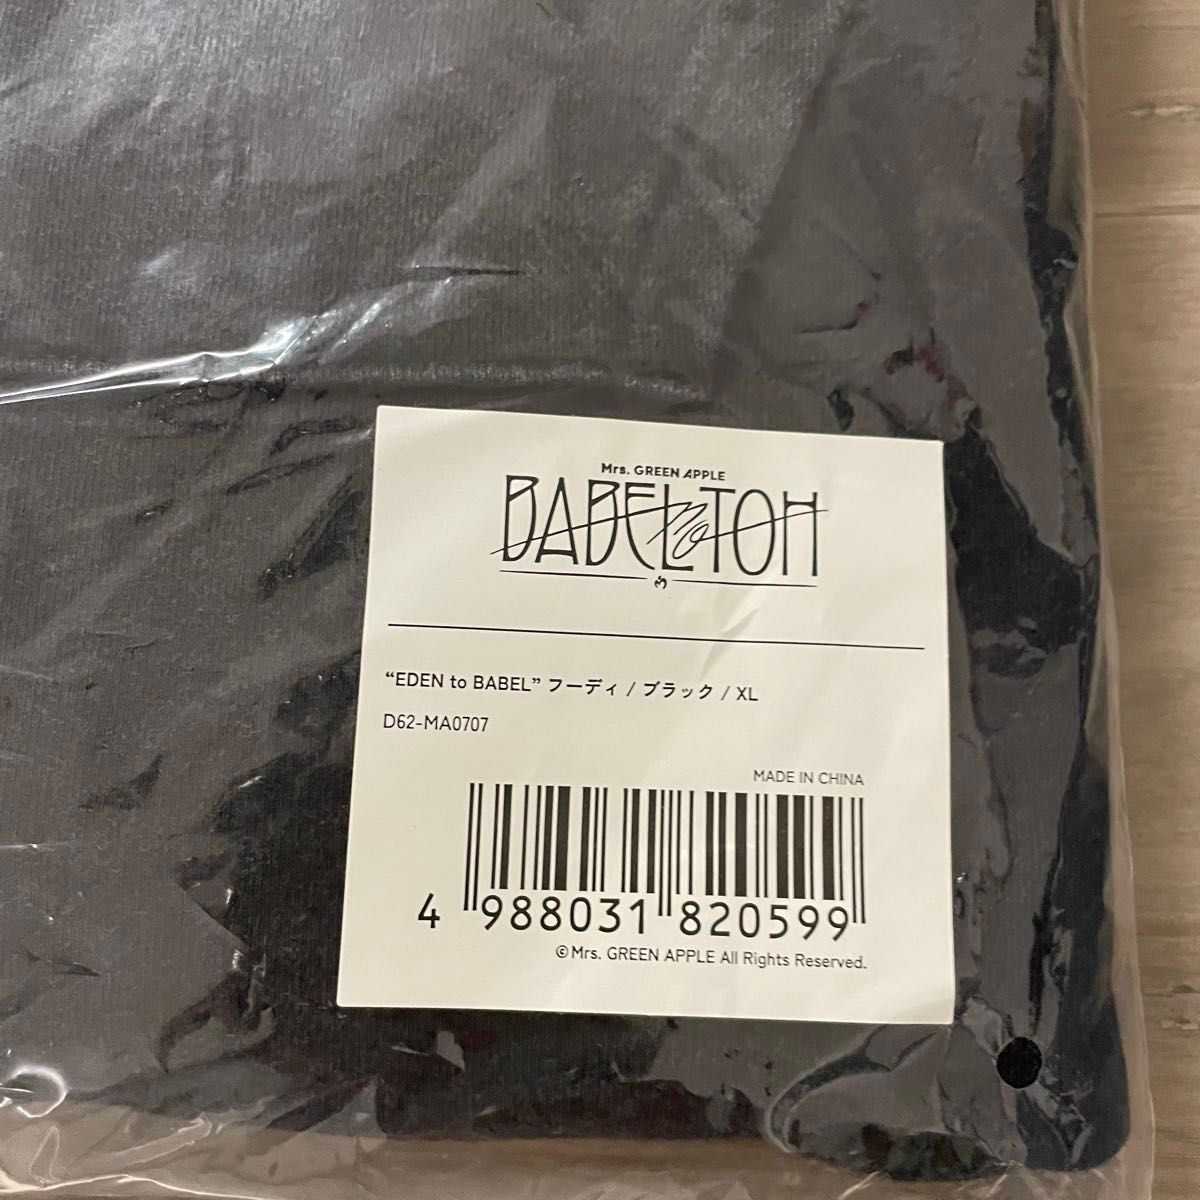 Mrs. GREEN APPLE
BABEL no TOH
“EDEN to BABEL” フーディ / ブラック / XL
D62-MA0707
MADE IN CHINA
4 988031 820599
©Mrs. GREEN APPLE All Rights Reserved.